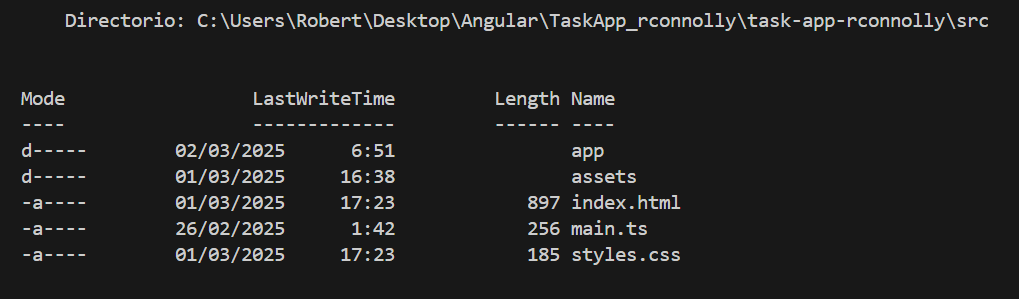 Directorio: C:\Users\Robert\Desktop\Angular\TaskApp_rconnolly\task-app-rconnolly\src
Mode LastWriteTime Length Name
---- ------------- ------ ----
d----- 02/03/2025 6:51 app
d----- 01/03/2025 16:38 assets
-a---- 01/03/2025 17:23 897 index.html
-a---- 26/02/2025 1:42 256 main.ts
-a---- 01/03/2025 17:23 185 styles.css